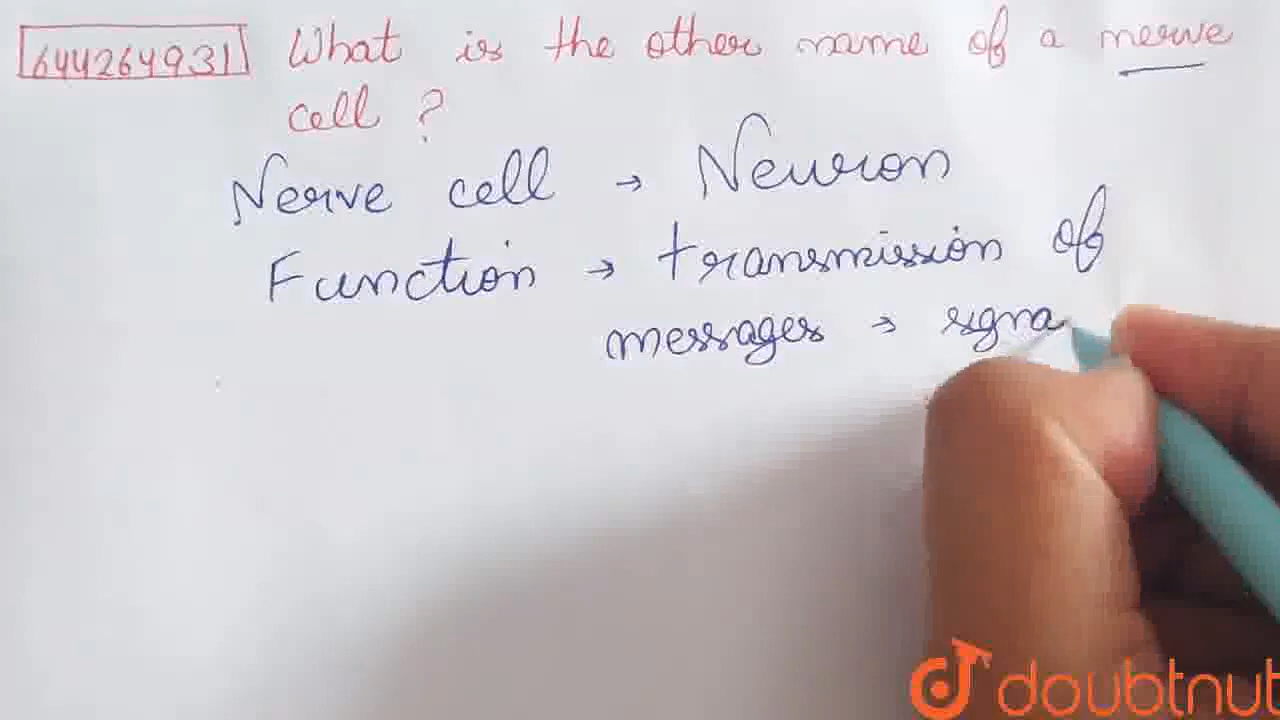 644264931 What is the other name of a nerve
cell ?
Nerve cell → Neuron
Function → transmission of
messages → signa
doubtnut